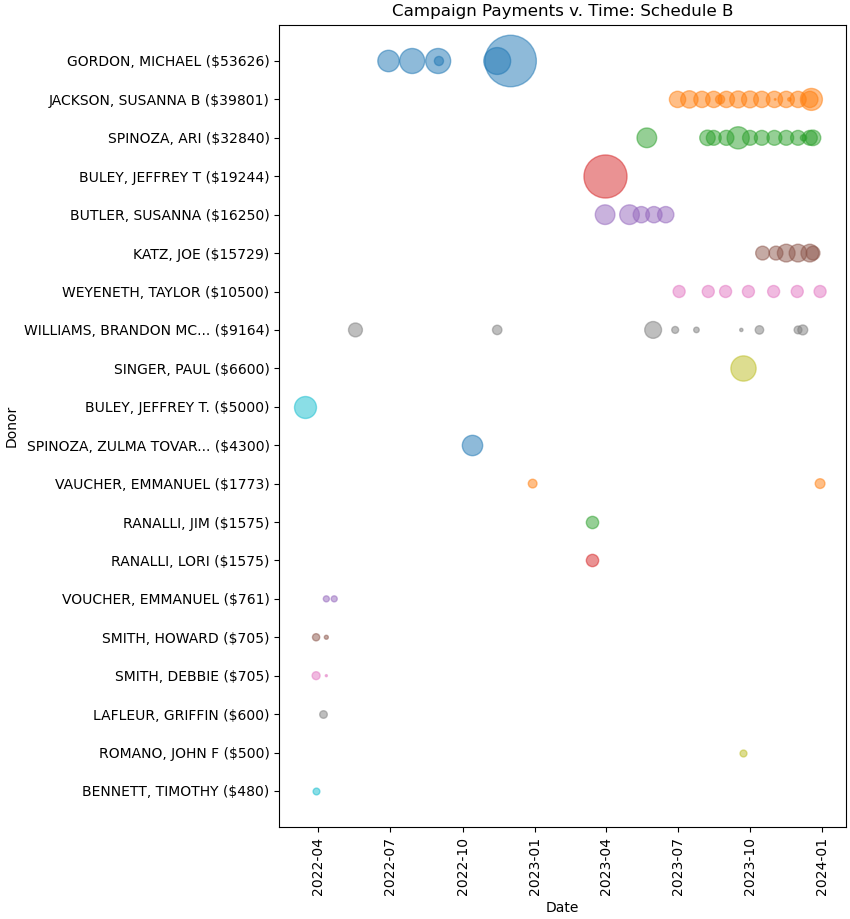 Campaign Payments v. Time: Schedule B
GORDON, MICHAEL ($53626)
JACKSON, SUSANNA B ($39801)
SPINOZA, ARI ($32840)
BULEY, JEFFREY T ($19244)
BUTLER, SUSANNA ($16250)
KATZ, JOE ($15729)
WEYENETH, TAYLOR ($10500)
WILLIAMS, BRANDON MC... ($9164)
SINGER, PAUL ($6600)
BULEY, JEFFREY T. ($5000)
SPINOZA, ZULMA TOVAR... ($4300)
VAUCHER, EMMANUEL ($1773)
RANALLI, JIM ($1575)
RANALLI, LORI ($1575)
VOUCHER, EMMANUEL ($761)
SMITH, HOWARD ($705)
SMITH, DEBBIE ($705)
LAFLEUR, GRIFFIN ($600)
ROMANO, JOHN F ($500)
BENNETT, TIMOTHY ($480)
Donor
2022-04
2022-07
2022-10
2023-01
2023-04
2023-07
2023-10
2024-01
Date